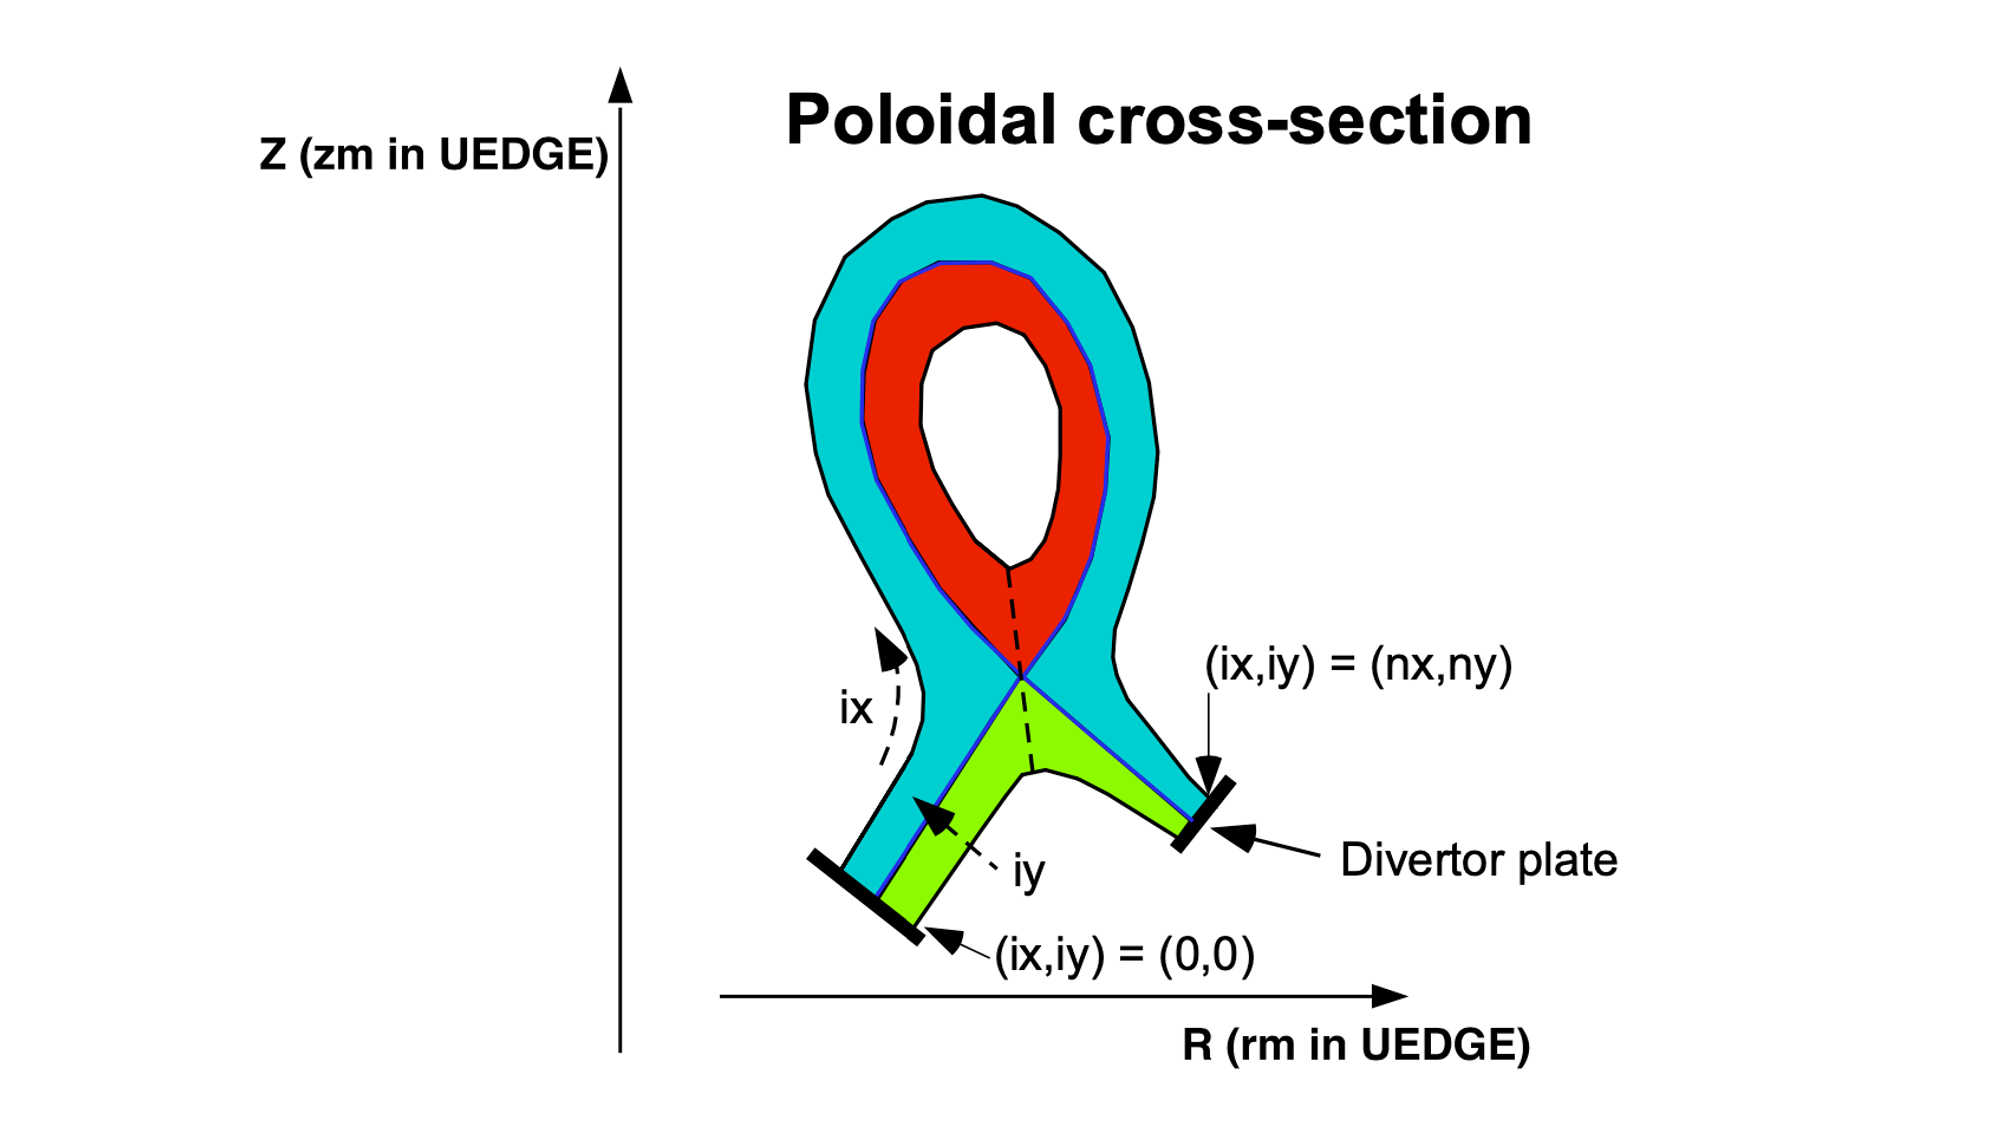 Poloidal cross-section
Z (zm in UEDGE)
(ix,iy) = (nx,ny)
ix
Divertor plate
iy
(ix,iy) = (0,0)
R (rm in UEDGE)